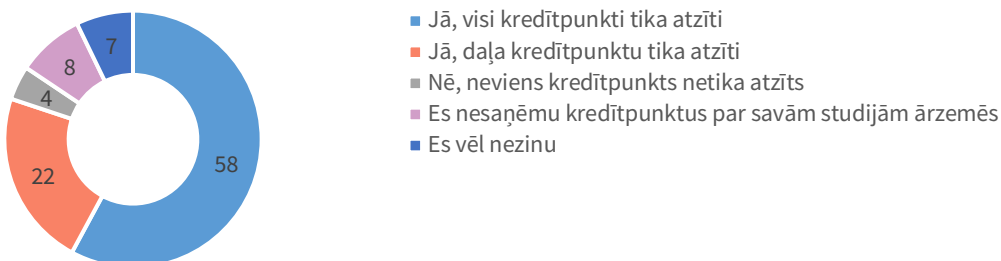 Jā, visi kredītpunkti tika atzīti
Jā, daļa kredītpunktu tika atzīti
Nē, neviens kredītpunkts netika atzīts
Es nesaņēmu kredītpunktus par savām studijām ārzemēs
Es vēl nezinu
7
8
4
58
22